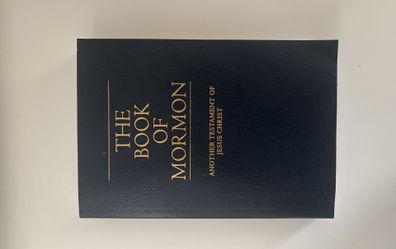 THE
BOOK
OF
MORMON
ANOTHER TESTAMENT OF
JESUS CHRIST